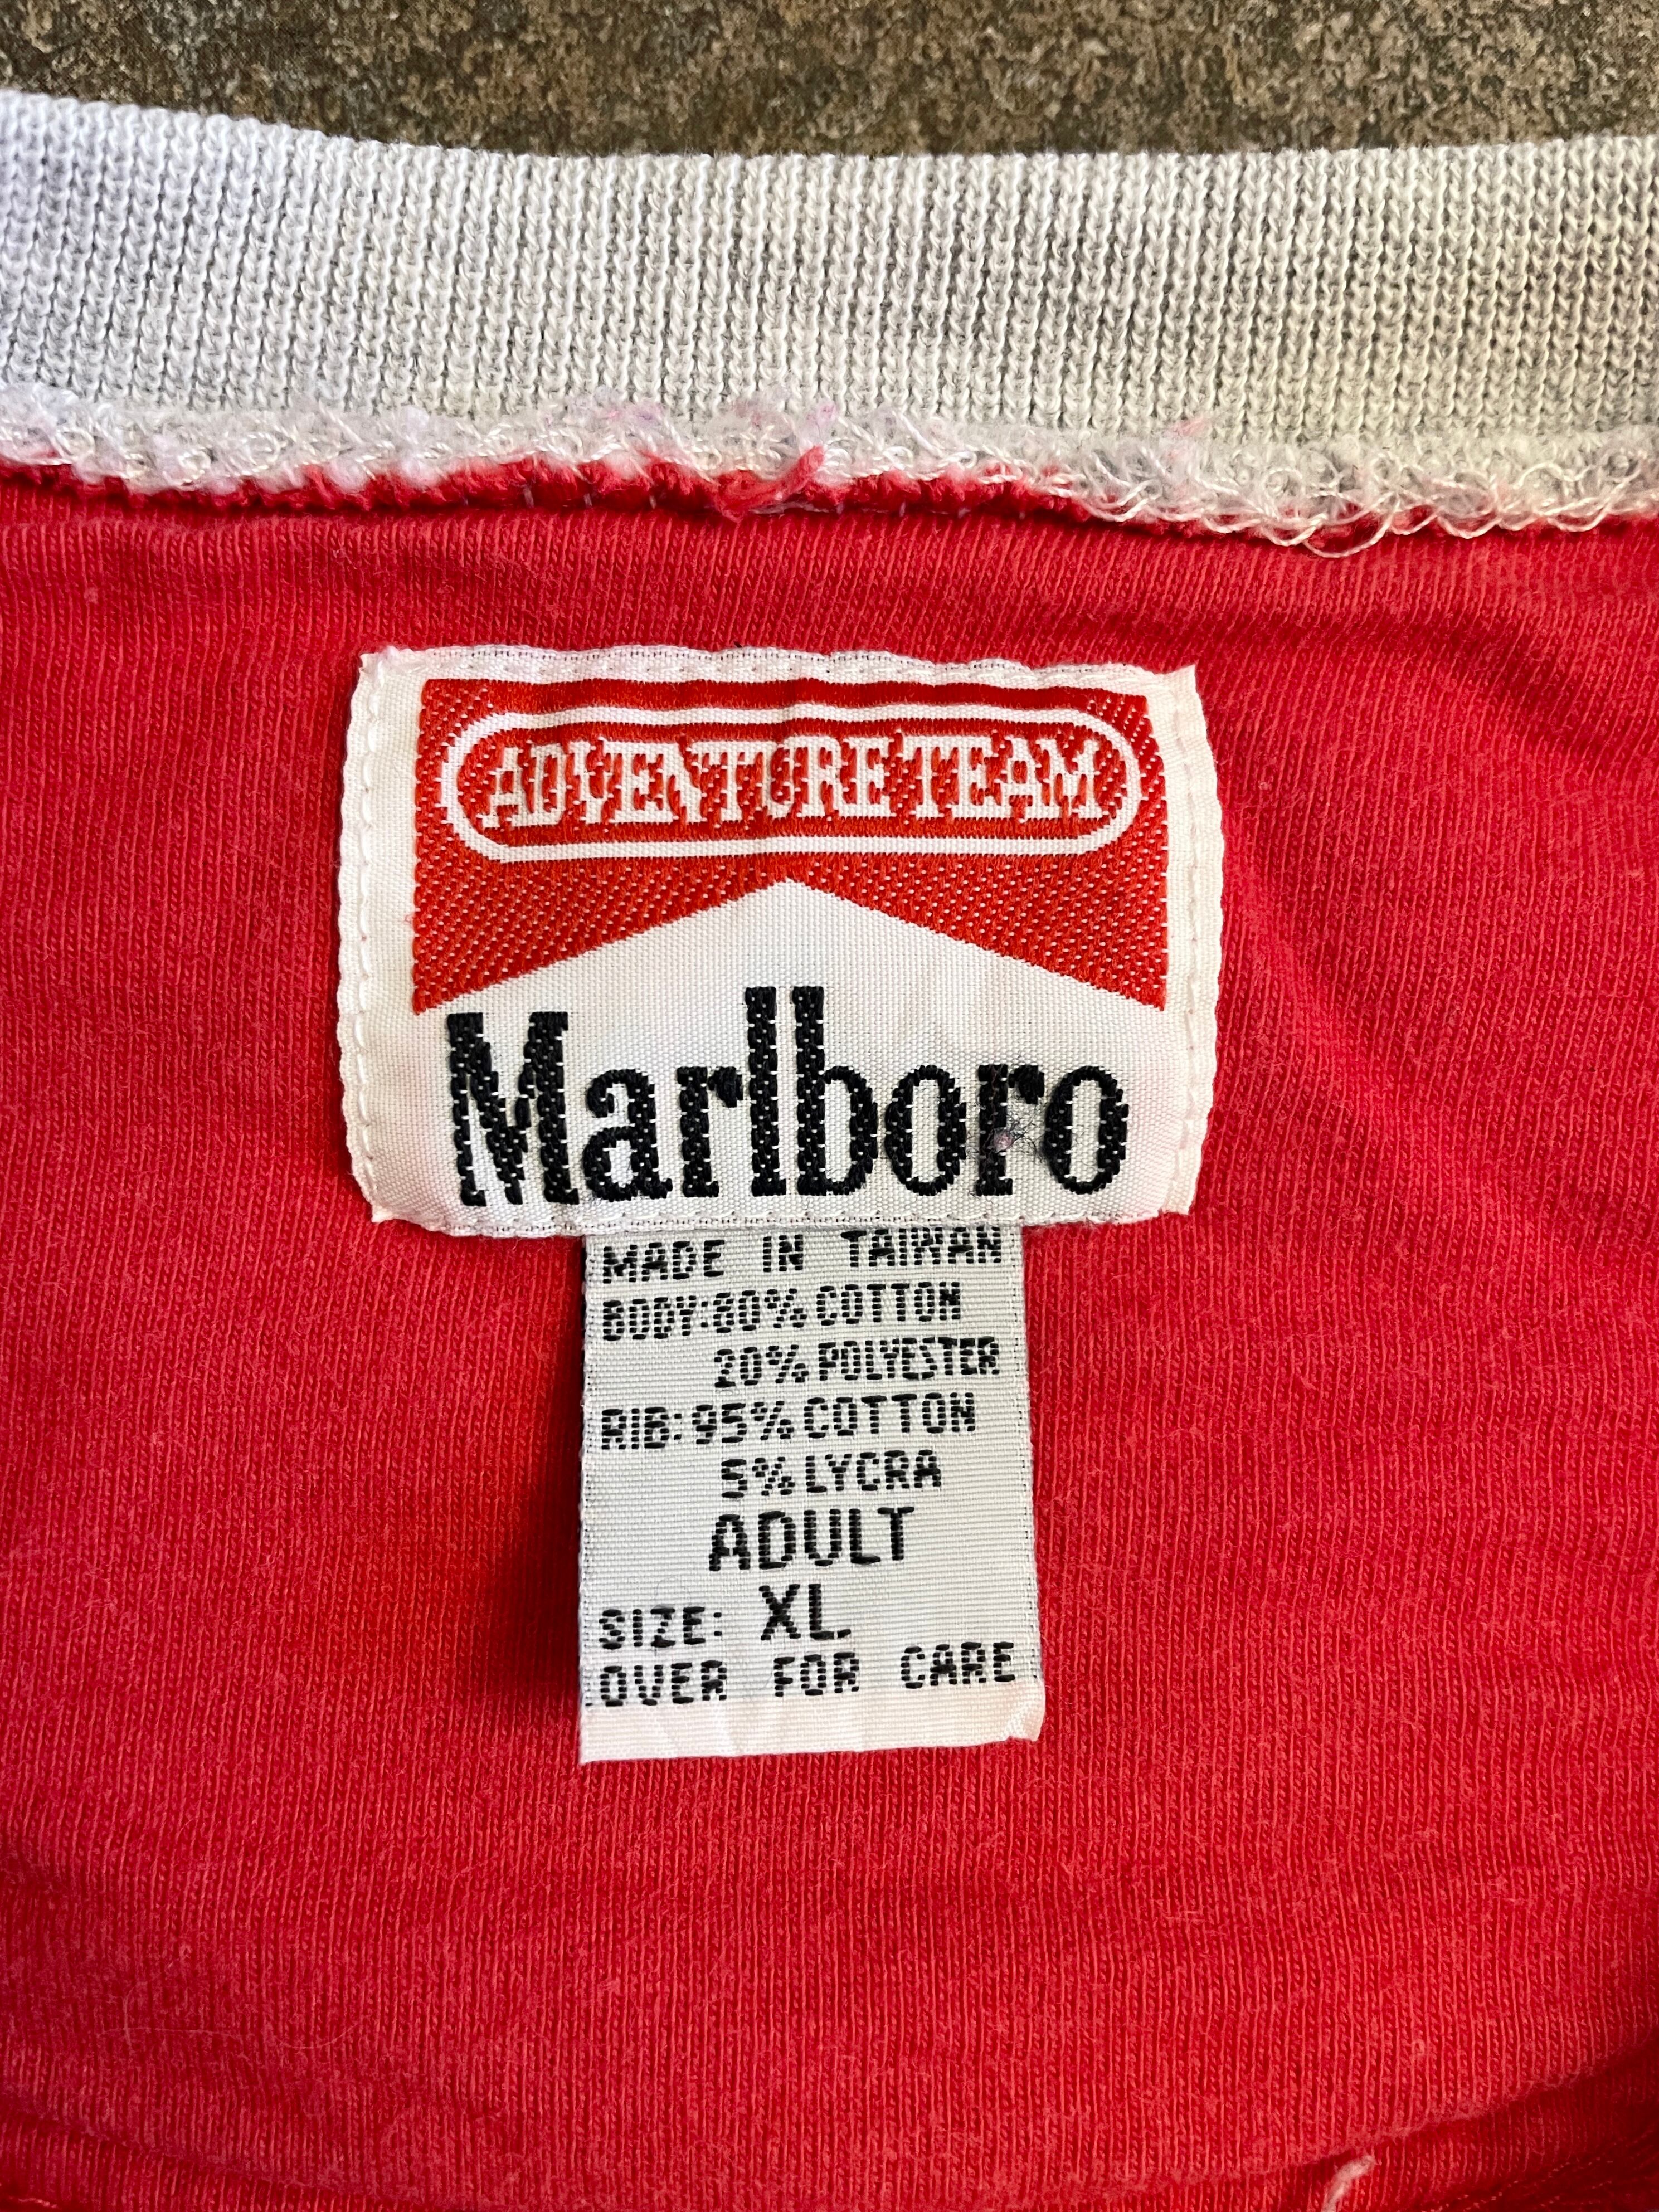 ADVENTURE TEAM
Marlboro
MADE IN TAIWAN
BODY:80% COTTON
20% POLYESTER
RIB:95% COTTON
5% LYCRA
ADULT
SIZE: XL
OVER FOR CARE